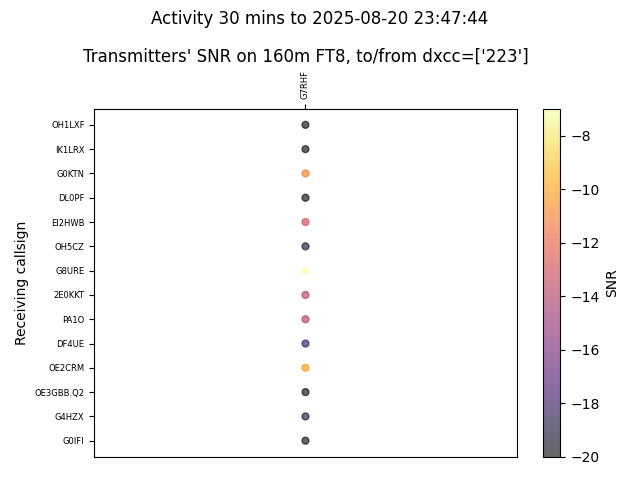 Activity 30 mins to 2025-08-20 23:47:44
Transmitters' SNR on 160m FT8, to/from dxcc=['223']
G7RHF
OH1LXF
IK1LRX
G0KTN
DL0PF
EI2HWB
OH5CZ
G8URE
2E0KKT
PA1O
DF4UE
OE2CRM
OE3GBB.Q2
G4HZX
G0IFI
Receiving callsign
−8
−10
−12
−14
−16
−18
−20
SNR